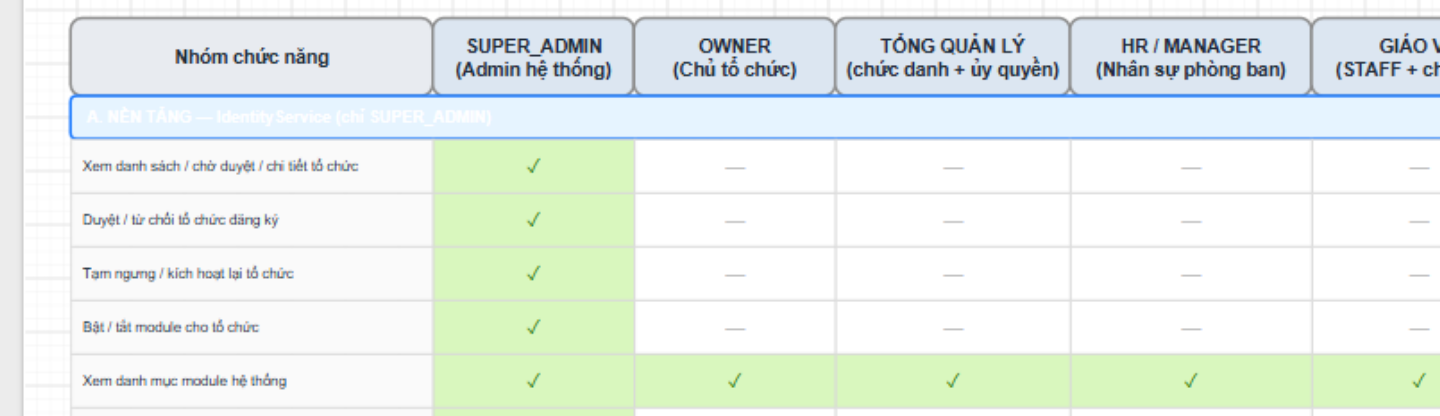 Nhóm chức năng
SUPER_ADMIN
(Admin hệ thống)
OWNER
(Chủ tổ chức)
TỔNG QUẢN LÝ
(chức danh + ủy quyền)
HR / MANAGER
(Nhân sự phòng ban)
GIÁO V
(STAFF + ch
A. NỀN TẢNG — IdentityService (chỉ SUPER_ADMIN)
Xem danh sách / chờ duyệt / chi tiết tổ chức
✓ — — — —
Duyệt / từ chối tổ chức đăng ký
✓ — — — —
Tạm ngưng / kích hoạt lại tổ chức
✓ — — — —
Bật / tắt module cho tổ chức
✓ — — — —
Xem danh mục module hệ thống
✓ ✓ ✓ ✓ ✓